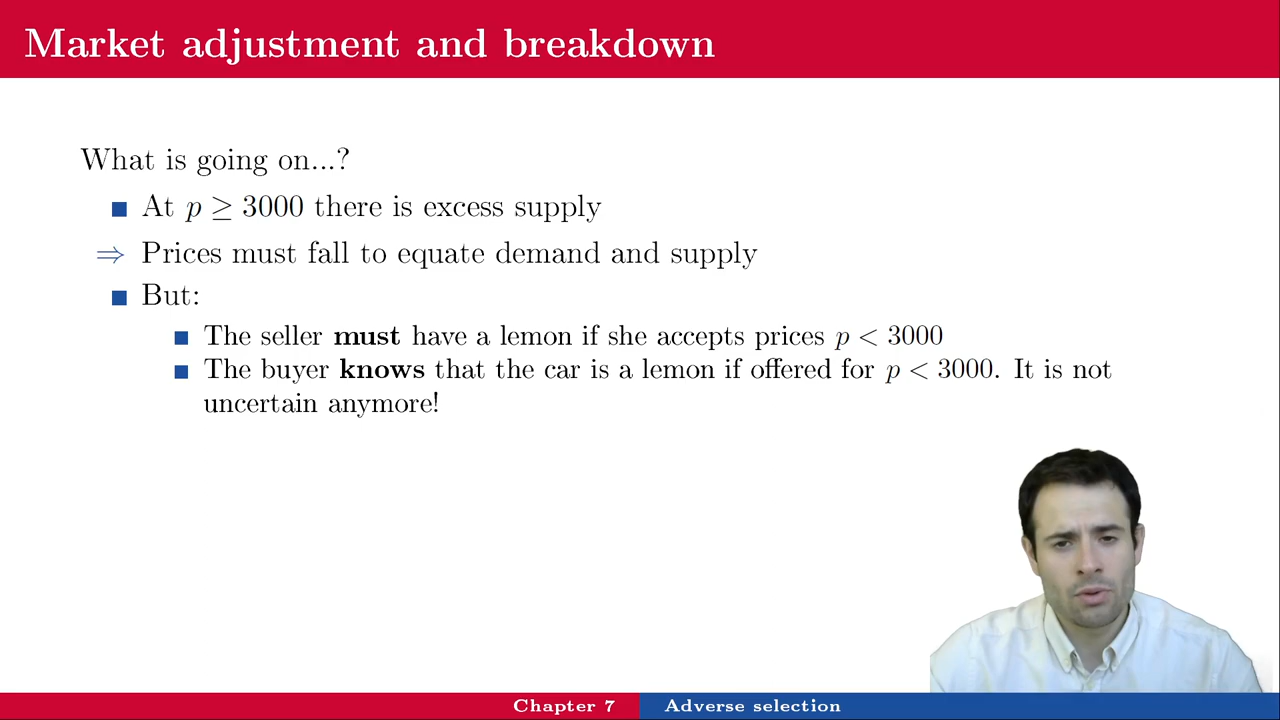 Market adjustment and breakdown
What is going on...?
At p ≥ 3000 there is excess supply
⇒ Prices must fall to equate demand and supply
But:
The seller must have a lemon if she accepts prices p < 3000
The buyer knows that the car is a lemon if offered for p < 3000. It is not
uncertain anymore!
Chapter 7 Adverse selection